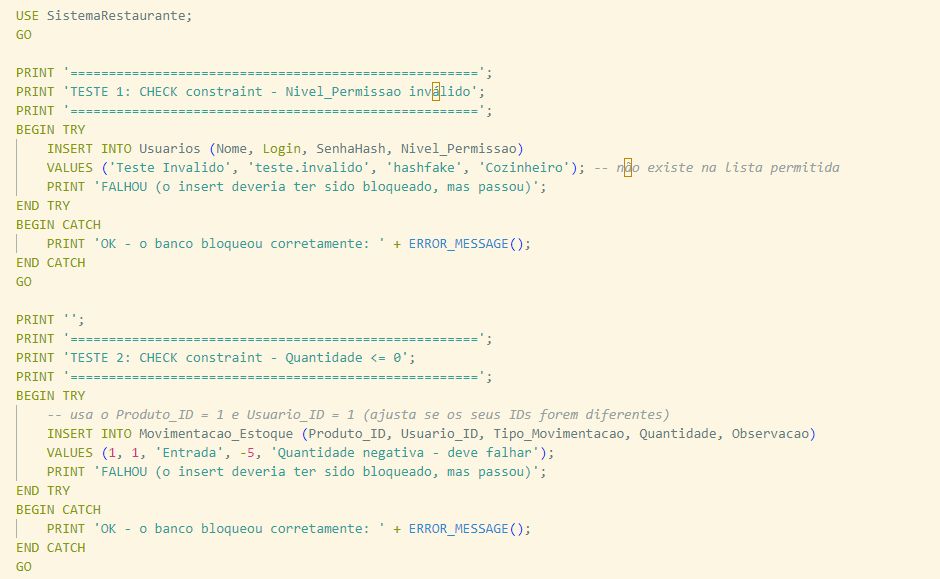 USE SistemaRestaurante;
GO
PRINT '=====================================================';
PRINT 'TESTE 1: CHECK constraint - Nivel_Permissao inválido';
PRINT '=====================================================';
BEGIN TRY
INSERT INTO Usuarios (Nome, Login, SenhaHash, Nivel_Permissao)
VALUES ('Teste Invalido', 'teste.invalido', 'hashfake', 'Cozinheiro'); -- não existe na lista permitida
PRINT 'FALHOU (o insert deveria ter sido bloqueado, mas passou)';
END TRY
BEGIN CATCH
PRINT 'OK - o banco bloqueou corretamente: ' + ERROR_MESSAGE();
END CATCH
GO
PRINT '';
PRINT '=====================================================';
PRINT 'TESTE 2: CHECK constraint - Quantidade <= 0';
PRINT '=====================================================';
BEGIN TRY
-- usa o Produto_ID = 1 e Usuario_ID = 1 (ajusta se os seus IDs forem diferentes)
INSERT INTO Movimentacao_Estoque (Produto_ID, Usuario_ID, Tipo_Movimentacao, Quantidade, Observacao)
VALUES (1, 1, 'Entrada', -5, 'Quantidade negativa - deve falhar');
PRINT 'FALHOU (o insert deveria ter sido bloqueado, mas passou)';
END TRY
BEGIN CATCH
PRINT 'OK - o banco bloqueou corretamente: ' + ERROR_MESSAGE();
END CATCH
GO